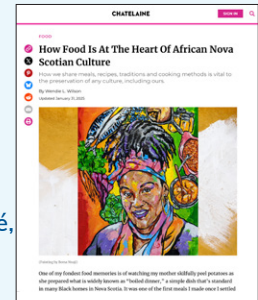 CHATELAINE
SIGN IN
FOOD
How Food Is At The Heart Of African Nova
Scotian Culture
How we share meals, recipes, traditions and cooking methods is vital to
the preservation of any culture, including ours.
By Wendie L. Wilson
Updated January 31, 2022
é,
One of my fondest food memories is of watching my mother skilfully peel potatoes as
she prepared what is widely known as "boiled dinner," a simple dish that's standard
in many Black homes in Nova Scotia. It was one of the first meals I made once I settled